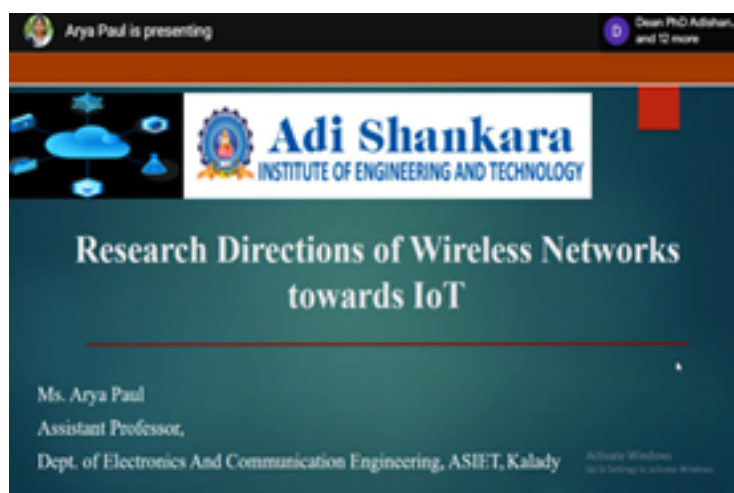 Arya Paul is presenting
D
Dean PhD Adishan...
and 12 more
Adi Shankara
INSTITUTE OF ENGINEERING AND TECHNOLOGY
Research Directions of Wireless Networks
towards IoT
Ms. Arya Paul
Assistant Professor,
Dept. of Electronics And Communication Engineering, ASIET, Kalady
Activate Windows
Go to Settings to activate Windows.